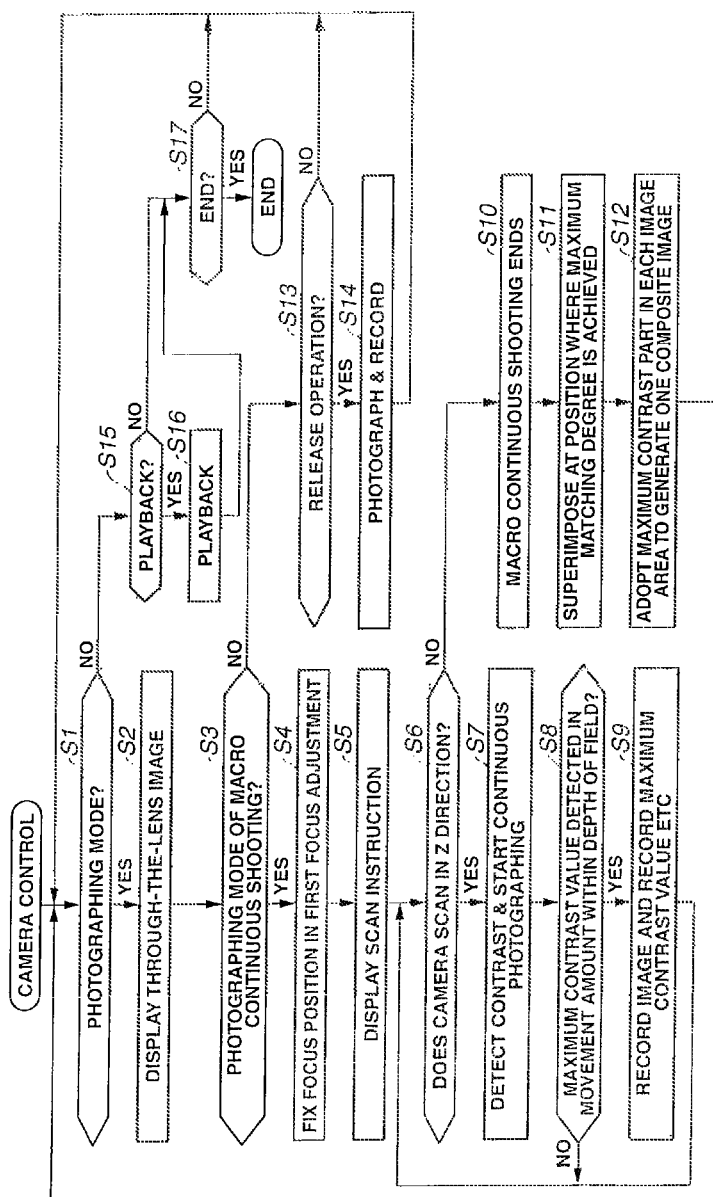 CAMERA CONTROL
S1
PHOTOGRAPHING MODE?
NO
YES
S2
DISPLAY THROUGH-THE-LENS IMAGE
S3
PHOTOGRAPHING MODE OF MACRO
CONTINUOUS SHOOTING?
NO
YES
S4
FIX FOCUS POSITION IN FIRST FOCUS ADJUSTMENT
S5
DISPLAY SCAN INSTRUCTION
S6
DOES CAMERA SCAN IN Z DIRECTION?
NO
YES
S7
DETECT CONTRAST & START CONTINUOUS
PHOTOGRAPHING
S8
MAXIMUM CONTRAST VALUE DETECTED IN
MOVEMENT AMOUNT WITHIN DEPTH OF FIELD?
NO
YES
S9
RECORD IMAGE AND RECORD MAXIMUM
CONTRAST VALUE ETC
S15
PLAYBACK?
NO
YES
S16
PLAYBACK
S17
END?
NO
YES
END
S13
RELEASE OPERATION?
NO
YES
S14
PHOTOGRAPH & RECORD
S10
MACRO CONTINUOUS SHOOTING ENDS
S11
SUPERIMPOSE AT POSITION WHERE MAXIMUM
MATCHING DEGREE IS ACHIEVED
S12
ADOPT MAXIMUM CONTRAST PART IN EACH IMAGE
AREA TO GENERATE ONE COMPOSITE IMAGE